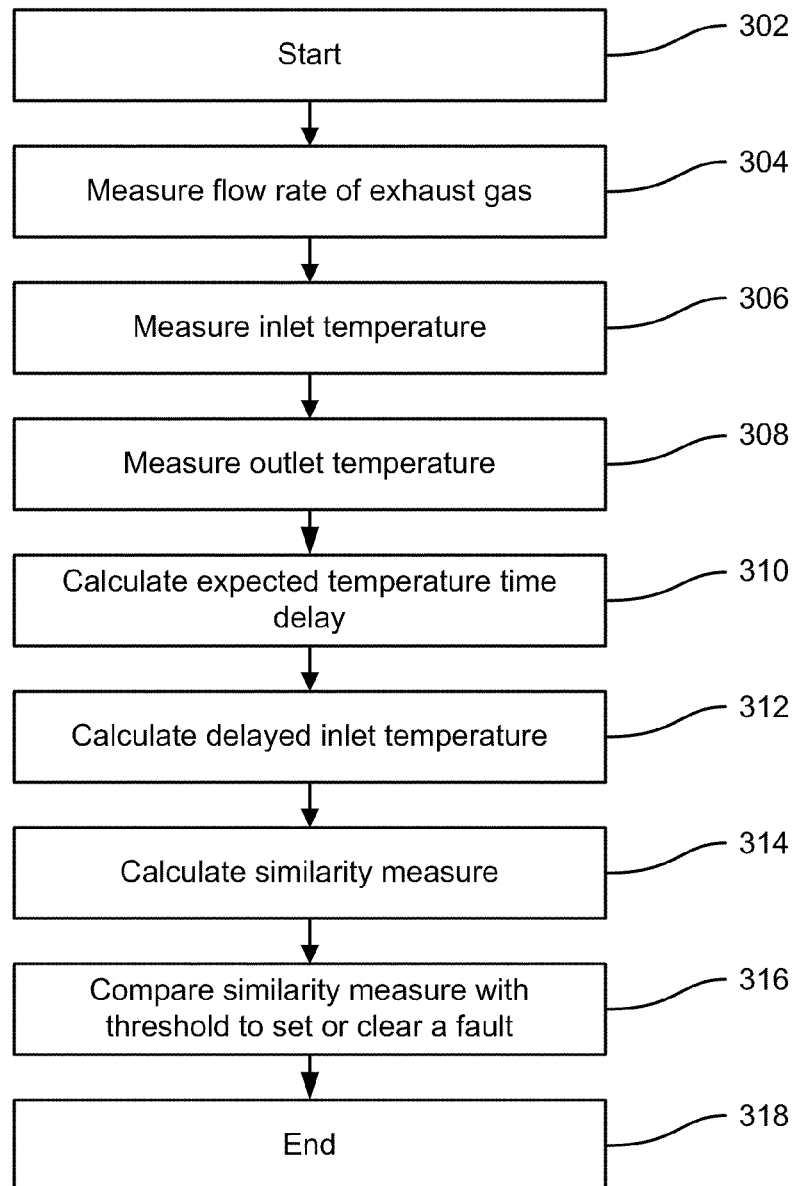 Start
302
Measure flow rate of exhaust gas
304
Measure inlet temperature
306
Measure outlet temperature
308
Calculate expected temperature time
delay
310
Calculate delayed inlet temperature
312
Calculate similarity measure
314
Compare similarity measure with
threshold to set or clear a fault
316
End
318